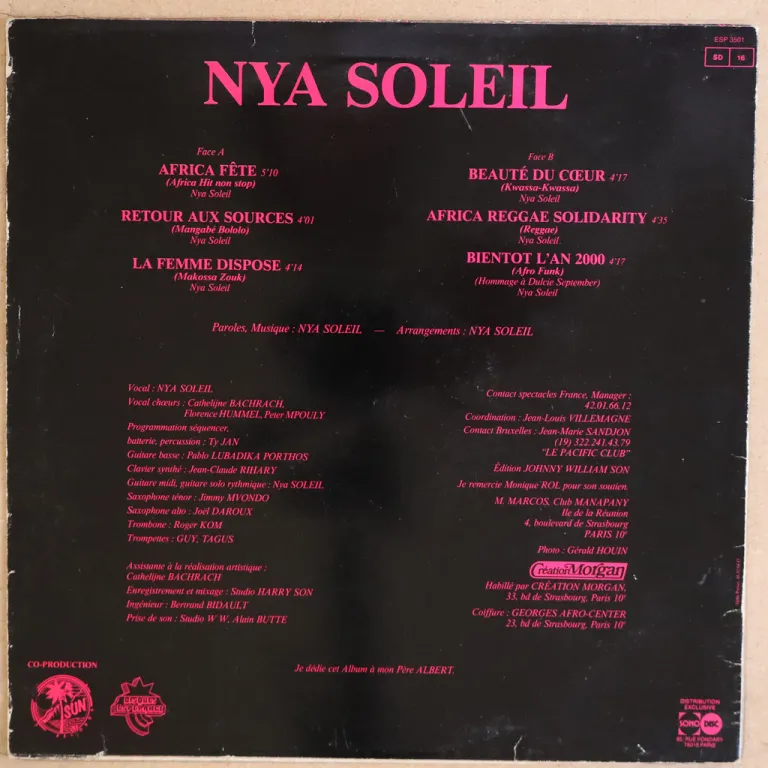 ESP 3501
SD 16
NYA SOLEIL
Face A
AFRICA FÊTE 5'10
(Africa Hit non stop)
Nya Soleil
RETOUR AUX SOURCES 4'01
(Mangabé Bololo)
Nya Soleil
LA FEMME DISPOSE 4'14
(Makossa Zouk)
Nya Soleil
Face B
BEAUTÉ DU CŒUR 4'17
(Kwassa-Kwassa)
Nya Soleil
AFRICA REGGAE SOLIDARITY 4'35
(Reggae)
Nya Soleil
BIENTOT L'AN 2000 4'17
(Afro Funk)
(Hommage à Dulcie September)
Nya Soleil
Paroles, Musique : NYA SOLEIL — Arrangements : NYA SOLEIL
Vocal : NYA SOLEIL
Vocal chœurs : Cathelijne BACHRACH,
Florence HUMMEL, Peter MPOULY
Programmation séquencer,
batterie, percussion : Ty JAN
Guitare basse : Pablo LUBADIKA PORTHOS
Clavier synthé : Jean-Claude RIHARY
Guitare midi, guitare solo rythmique : Nya SOLEIL
Saxophone ténor : Jimmy MVONDO
Saxophone alto : Joël DAROUX
Trombone : Roger KOM
Trompettes : GUY, TAGUS
Assistante à la réalisation artistique :
Cathelijne BACHRACH
Enregistrement et mixage : Studio HARRY SON
Ingénieur : Bertrand BIDAULT
Prise de son : Studio W W, Alain BUTTE
Contact spectacles France, Manager :
42.01.66.12
Coordination : Jean-Louis VILLEMAGNE
Contact Bruxelles : Jean-Marie SANDJON
(19) 322.241.43.79
"LE PACIFIC CLUB"
Édition JOHNNY WILLIAM SON
Je remercie Monique ROL pour son soutien.
M. MARCOS, Club MANAPANY
Ile de la Réunion
4, boulevard de Strasbourg
PARIS 10e
Photo : Gérald HOUIN
Création Morgan
Habillé par CRÉATION MORGAN,
33, bd de Strasbourg, Paris 10e
Coiffure : GEORGES AFRO-CENTER
23, bd de Strasbourg, Paris 10e
Je dédie cet Album à mon Père ALBERT.
CO-PRODUCTION
SUN
DISTRIBUTION
EXCLUSIVE
SONO DISC
85, RUE FONDARY
75015 PARIS